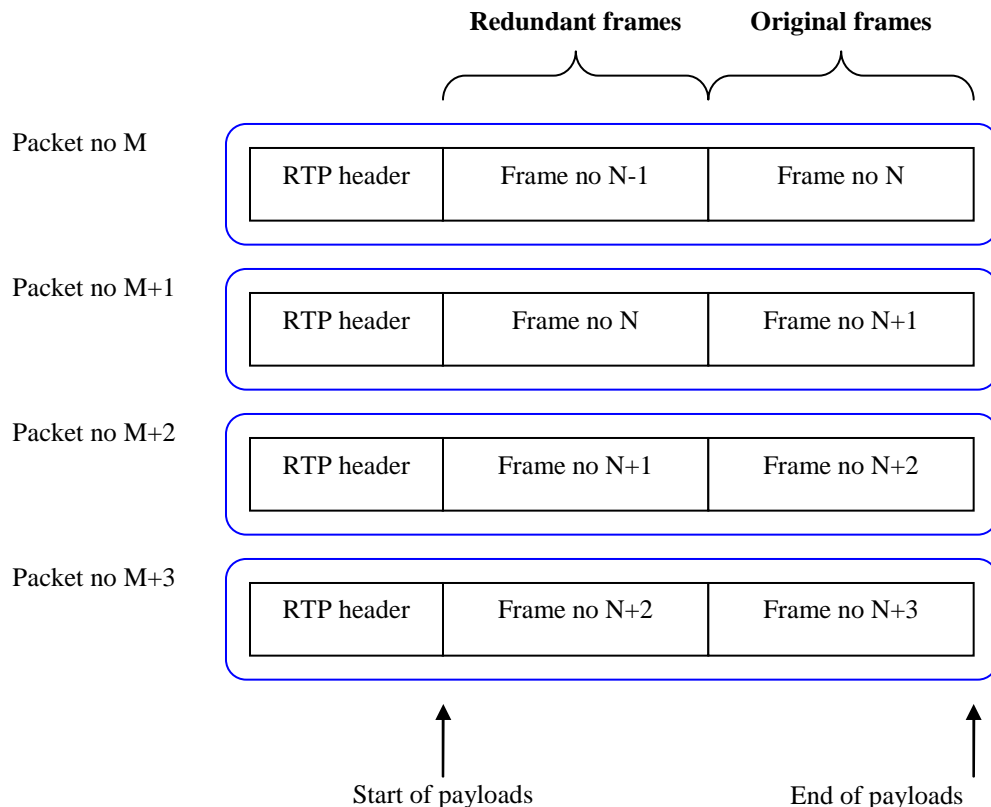 Redundant frames Original frames
Packet no M
RTP header Frame no N-1 Frame no N
Packet no M+1
RTP header Frame no N Frame no N+1
Packet no M+2
RTP header Frame no N+1 Frame no N+2
Packet no M+3
RTP header Frame no N+2 Frame no N+3
Start of payloads End of payloads